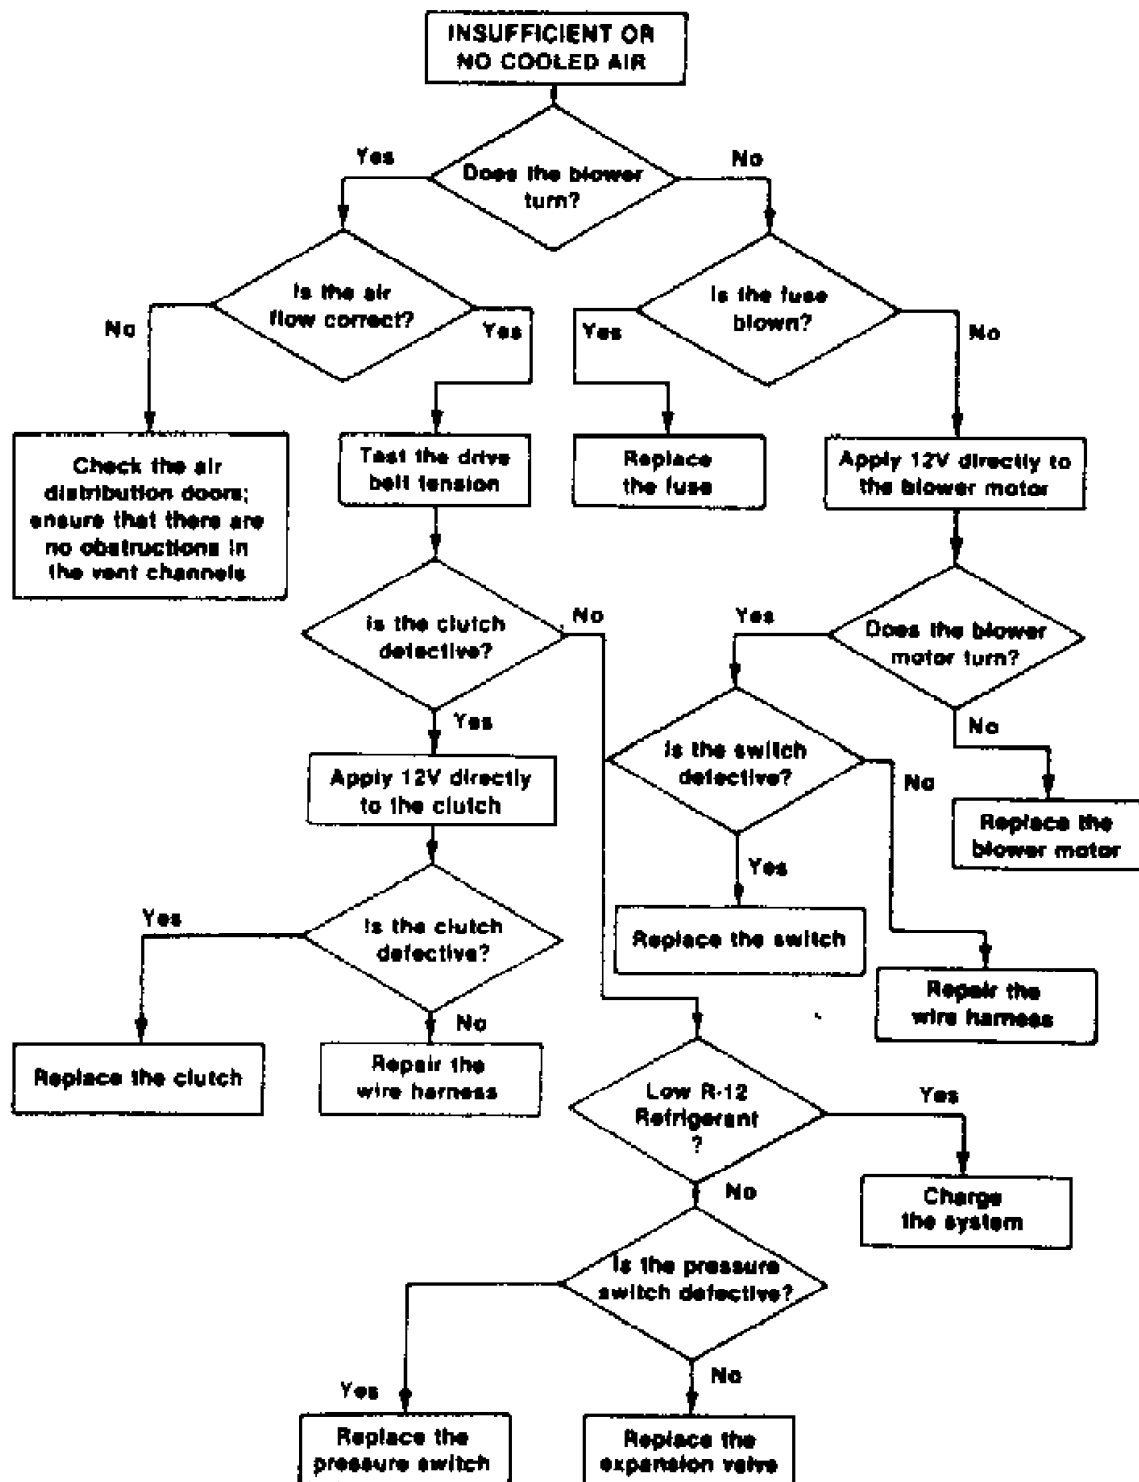 INSUFFICIENT OR
NO COOLED AIR
Yes
No
Does the blower
turn?
Is the air
flow correct?
Is the fuse
blown?
No
Yes
Yes
No
Check the air
distribution doors;
ensure that there are
no obstructions in
the vent channels
Test the drive
belt tension
Replace
the fuse
Apply 12V directly to
the blower motor
Is the clutch
defective?
No
Yes
Does the blower
motor turn?
Yes
No
Is the switch
defective?
No
Apply 12V directly
to the clutch
Replace the
blower motor
Yes
Yes
Is the clutch
defective?
Replace the switch
Repair the
wire harness
No
Replace the clutch
Repair the
wire harness
Low R-12
Refrigerant
?
Yes
No
Charge
the system
Is the pressure
switch defective?
Yes
No
Replace the
pressure switch
Replace the
expansion valve